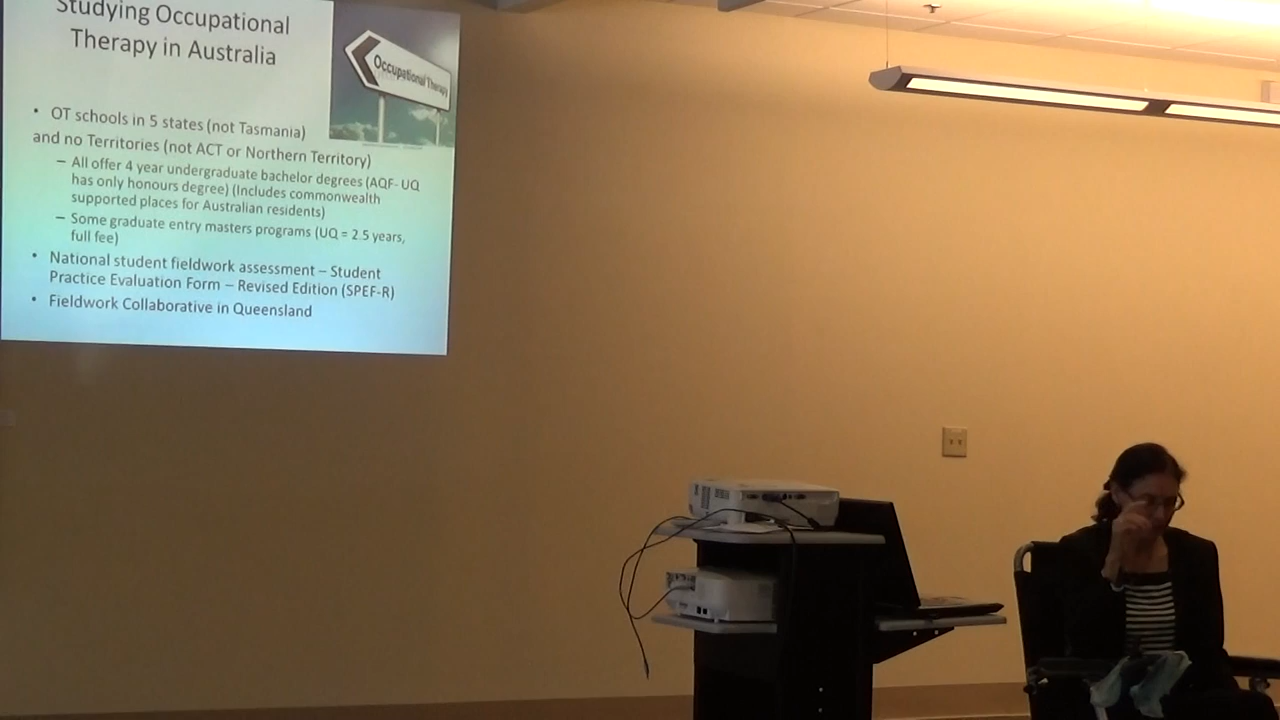 Studying Occupational
Therapy in Australia
Occupational Therapy
• OT schools in 5 states (not Tasmania)
and no Territories (not ACT or Northern Territory)
– All offer 4 year undergraduate bachelor degrees (AQF- UQ
has only honours degree) (Includes commonwealth
supported places for Australian residents)
– Some graduate entry masters programs (UQ = 2.5 years,
full fee)
• National student fieldwork assessment – Student
Practice Evaluation Form – Revised Edition (SPEF-R)
• Fieldwork Collaborative in Queensland